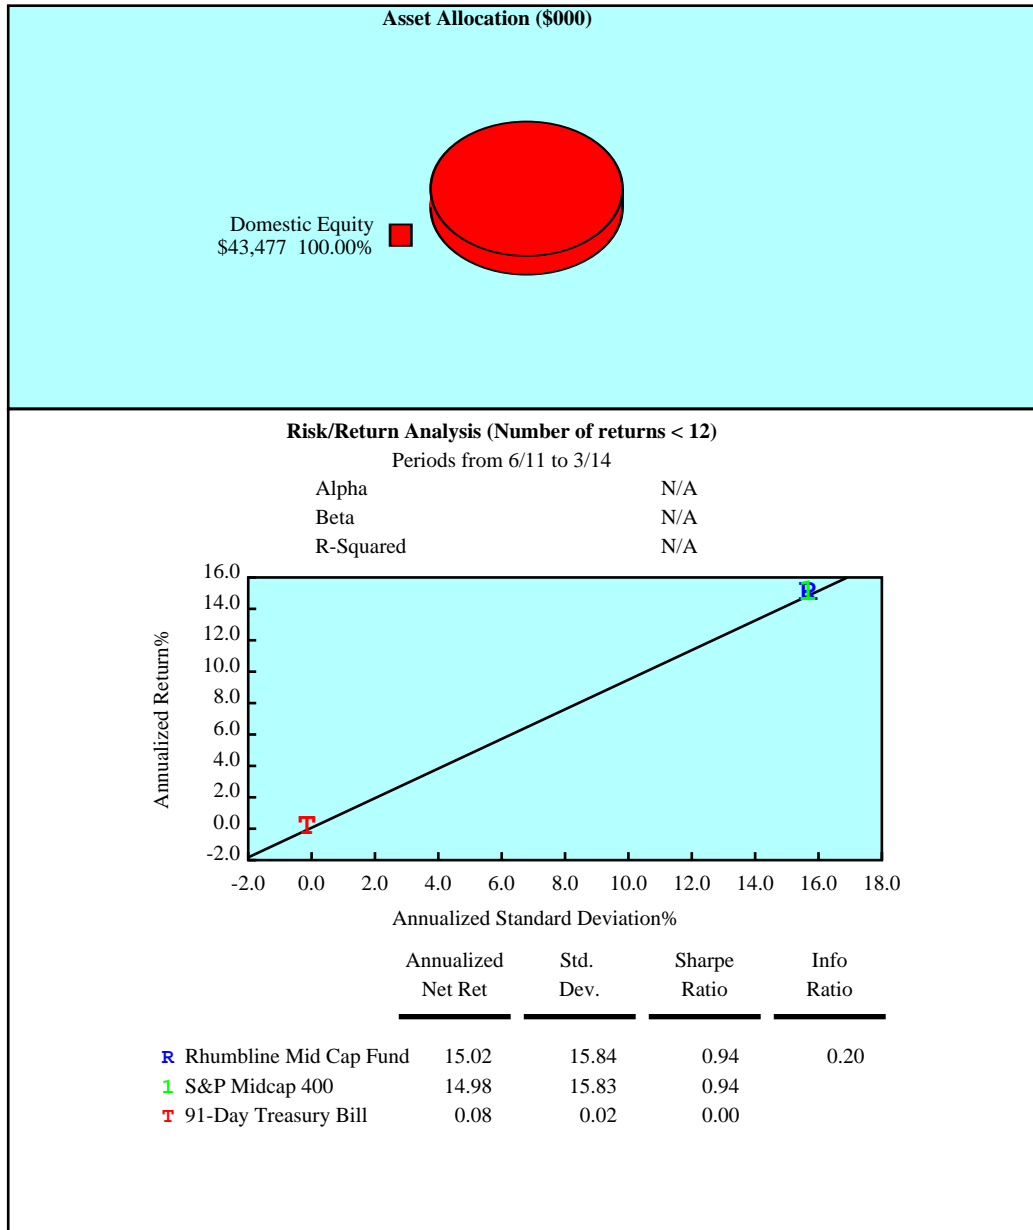 Asset Allocation ($000)
Domestic Equity
$43,477 100.00%
Risk/Return Analysis (Number of returns < 12)
Periods from 6/11 to 3/14
Alpha N/A
Beta N/A
R-Squared N/A
Annualized Return%
16.0
14.0
12.0
10.0
8.0
6.0
4.0
2.0
0.0
-2.0
R
1
T
-2.0 0.0 2.0 4.0 6.0 8.0 10.0 12.0 14.0 16.0 18.0
Annualized Standard Deviation%
Annualized Std. Sharpe Info
Net Ret Dev. Ratio Ratio
R Rhumbline Mid Cap Fund 15.02 15.84 0.94 0.20
1 S&P Midcap 400 14.98 15.83 0.94
T 91-Day Treasury Bill 0.08 0.02 0.00